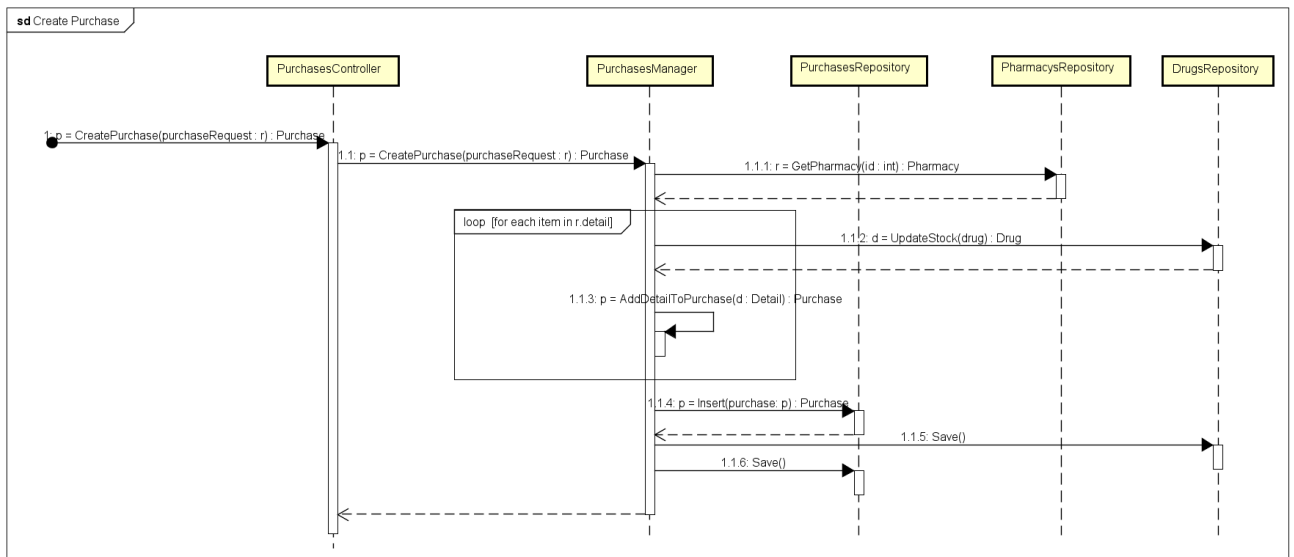 sd Create Purchase
PurchasesController
PurchasesManager
PurchasesRepository
PharmacysRepository
DrugsRepository
1: p = CreatePurchase(purchaseRequest : r) : Purchase
1.1: p = CreatePurchase(purchaseRequest : r) : Purchase
1.1.1: r = GetPharmacy(id : int) : Pharmacy
loop [for each item in r.detail]
1.1.2: d = UpdateStock(drug) : Drug
1.1.3: p = AddDetailToPurchase(d : Detail) : Purchase
1.1.4: p = Insert(purchase: p) : Purchase
1.1.5: Save()
1.1.6: Save()